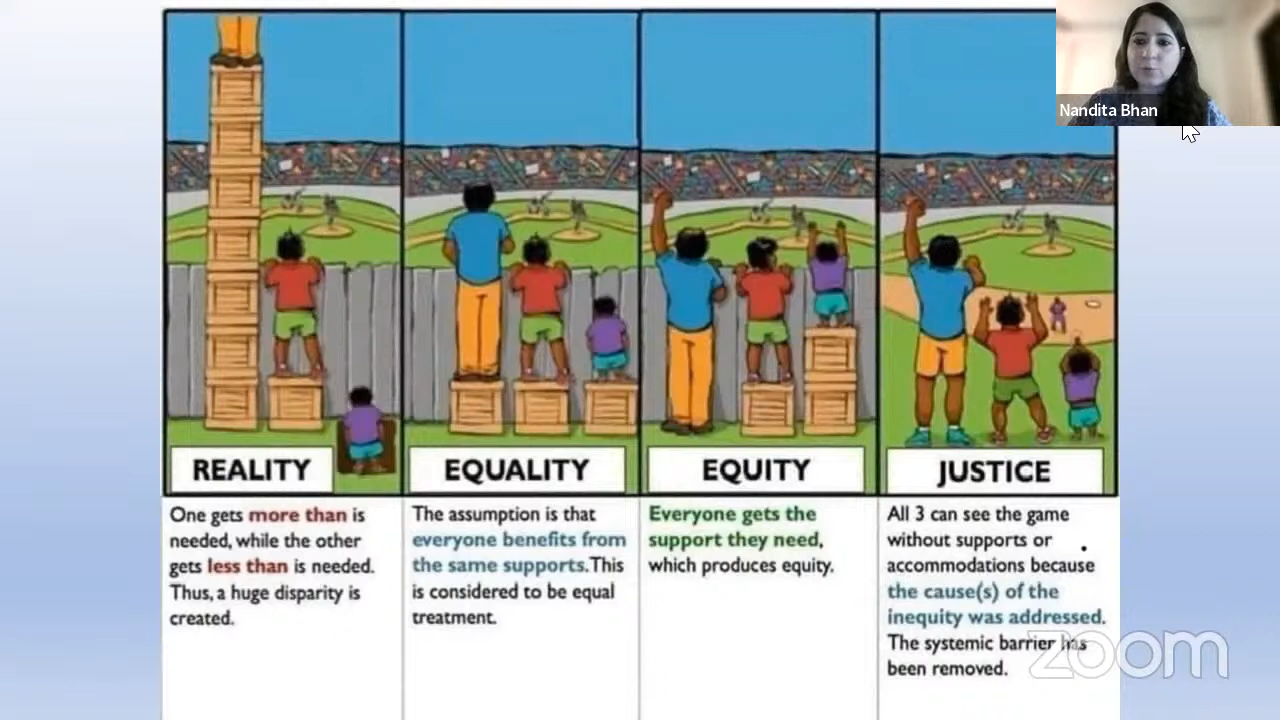 Nandita Bhan
REALITY
EQUALITY
EQUITY
JUSTICE
One gets more than is
needed, while the other
gets less than is needed.
Thus, a huge disparity is
created.
The assumption is that
everyone benefits from
the same supports. This
is considered to be equal
treatment.
Everyone gets the
support they need,
which produces equity.
All 3 can see the game
without supports or
accommodations because
the cause(s) of the
inequity was addressed.
The systemic barrier has
been removed.
zoom